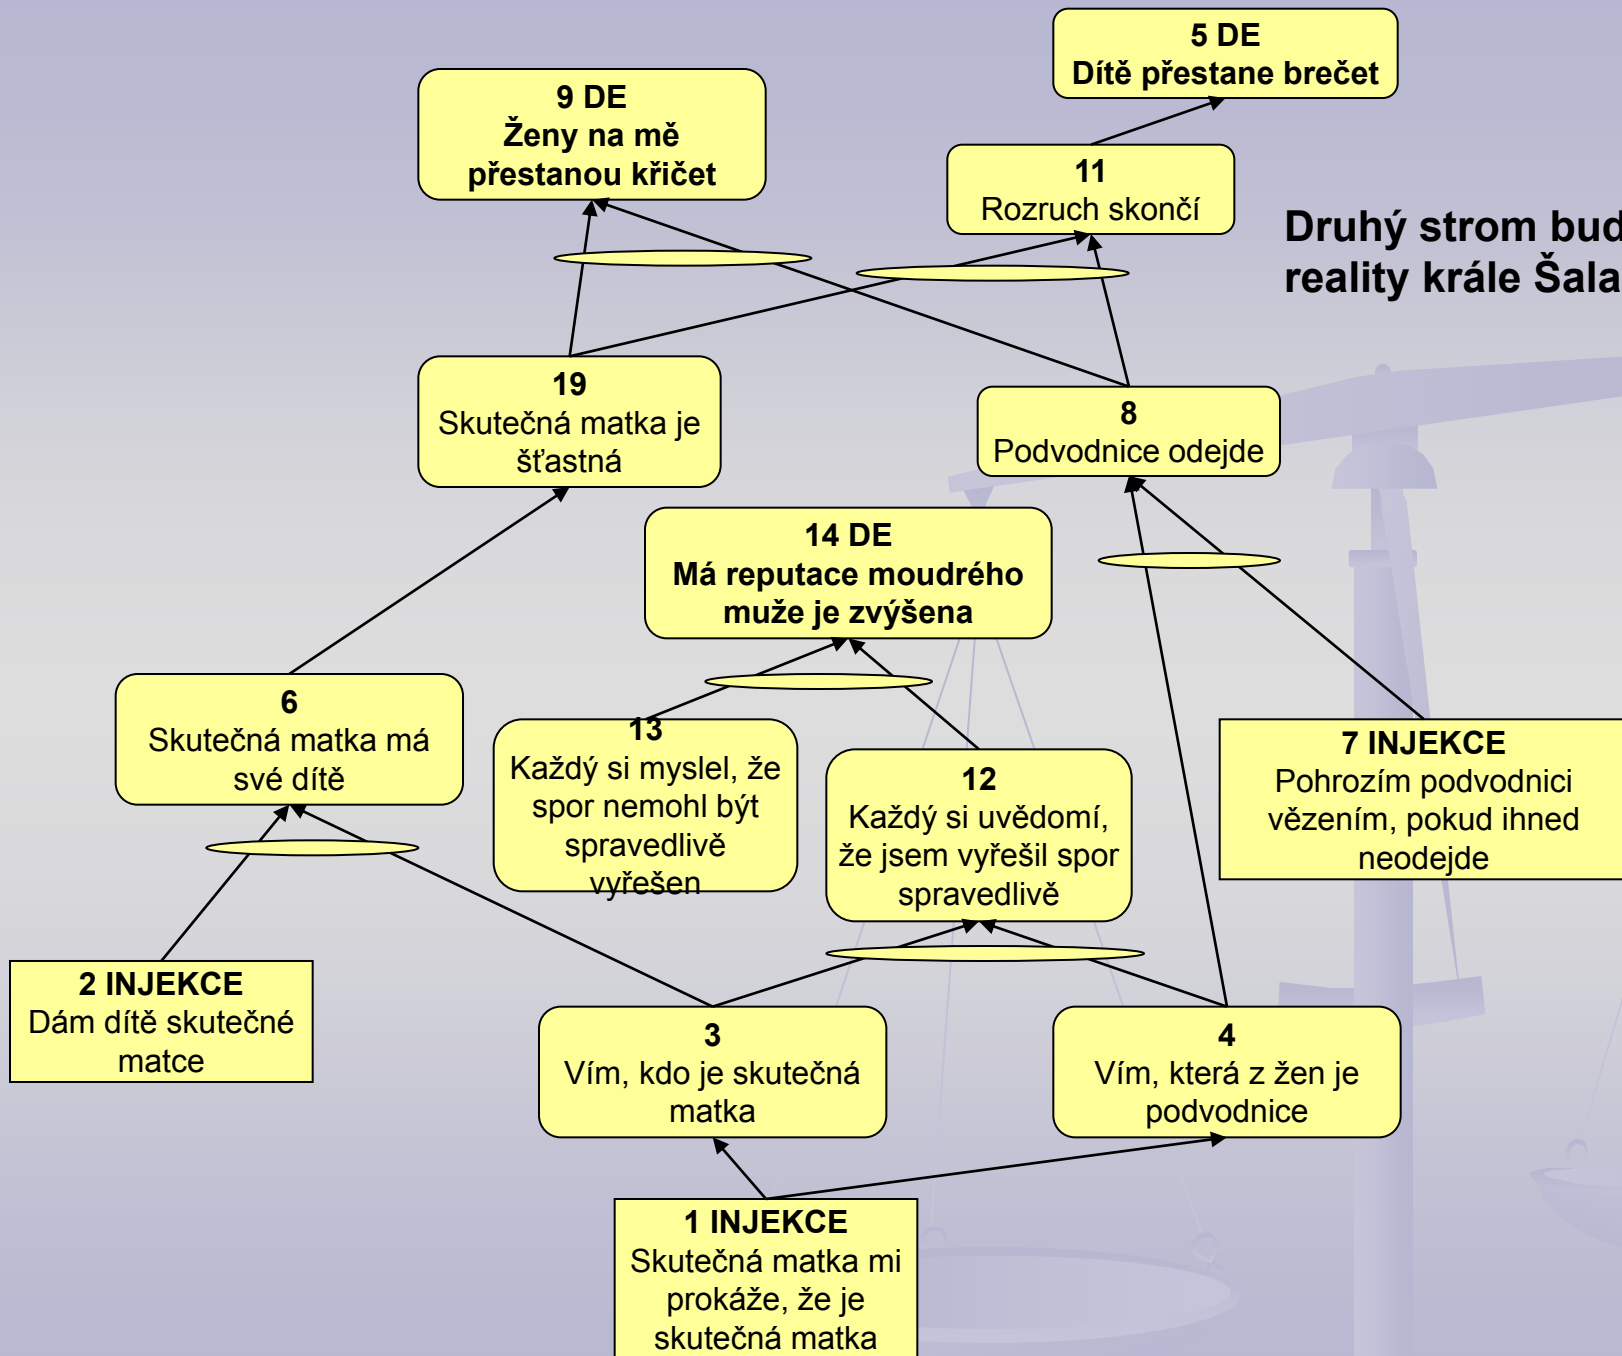 5 DE
Dítě přestane brečet
9 DE
Ženy na mě
přestanou křičet
11
Rozruch skončí
Druhý strom bud
reality krále Šala
19
Skutečná matka je
šťastná
8
Podvodnice odejde
14 DE
Má reputace moudrého
muže je zvýšena
6
Skutečná matka má
své dítě
13
Každý si myslel, že
spor nemohl být
spravedlivě
vyřešen
12
Každý si uvědomí,
že jsem vyřešil spor
spravedlivě
7 INJEKCE
Pohrozím podvodnici
vězením, pokud ihned
neodejde
2 INJEKCE
Dám dítě skutečné
matce
3
Vím, kdo je skutečná
matka
4
Vím, která z žen je
podvodnice
1 INJEKCE
Skutečná matka mi
prokáže, že je
skutečná matka